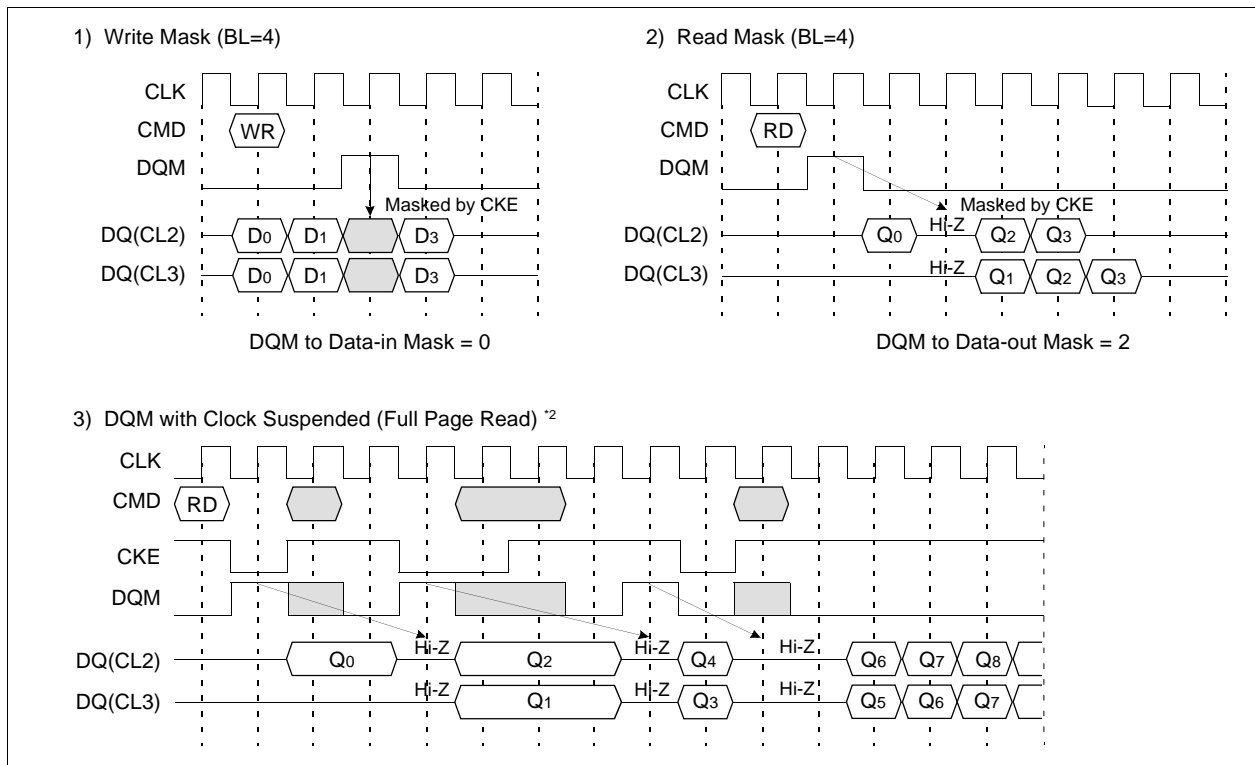 1) Write Mask (BL=4)
CLK
CMD
WR
DQM
Masked by CKE
DQ(CL2)
D0 D1 D3
DQ(CL3)
D0 D1 D3
DQM to Data-in Mask = 0
2) Read Mask (BL=4)
CLK
CMD
RD
DQM
Masked by CKE
DQ(CL2)
Q0 Hi-Z Q2 Q3
DQ(CL3)
Hi-Z Q1 Q2 Q3
DQM to Data-out Mask = 2
3) DQM with Clock Suspended (Full Page Read) *2
CLK
CMD
RD
CKE
DQM
DQ(CL2)
Q0 Hi-Z Q2 Hi-Z Q4 Hi-Z Q6 Q7 Q8
DQ(CL3)
Hi-Z Q1 Hi-Z Q3 Hi-Z Q5 Q6 Q7